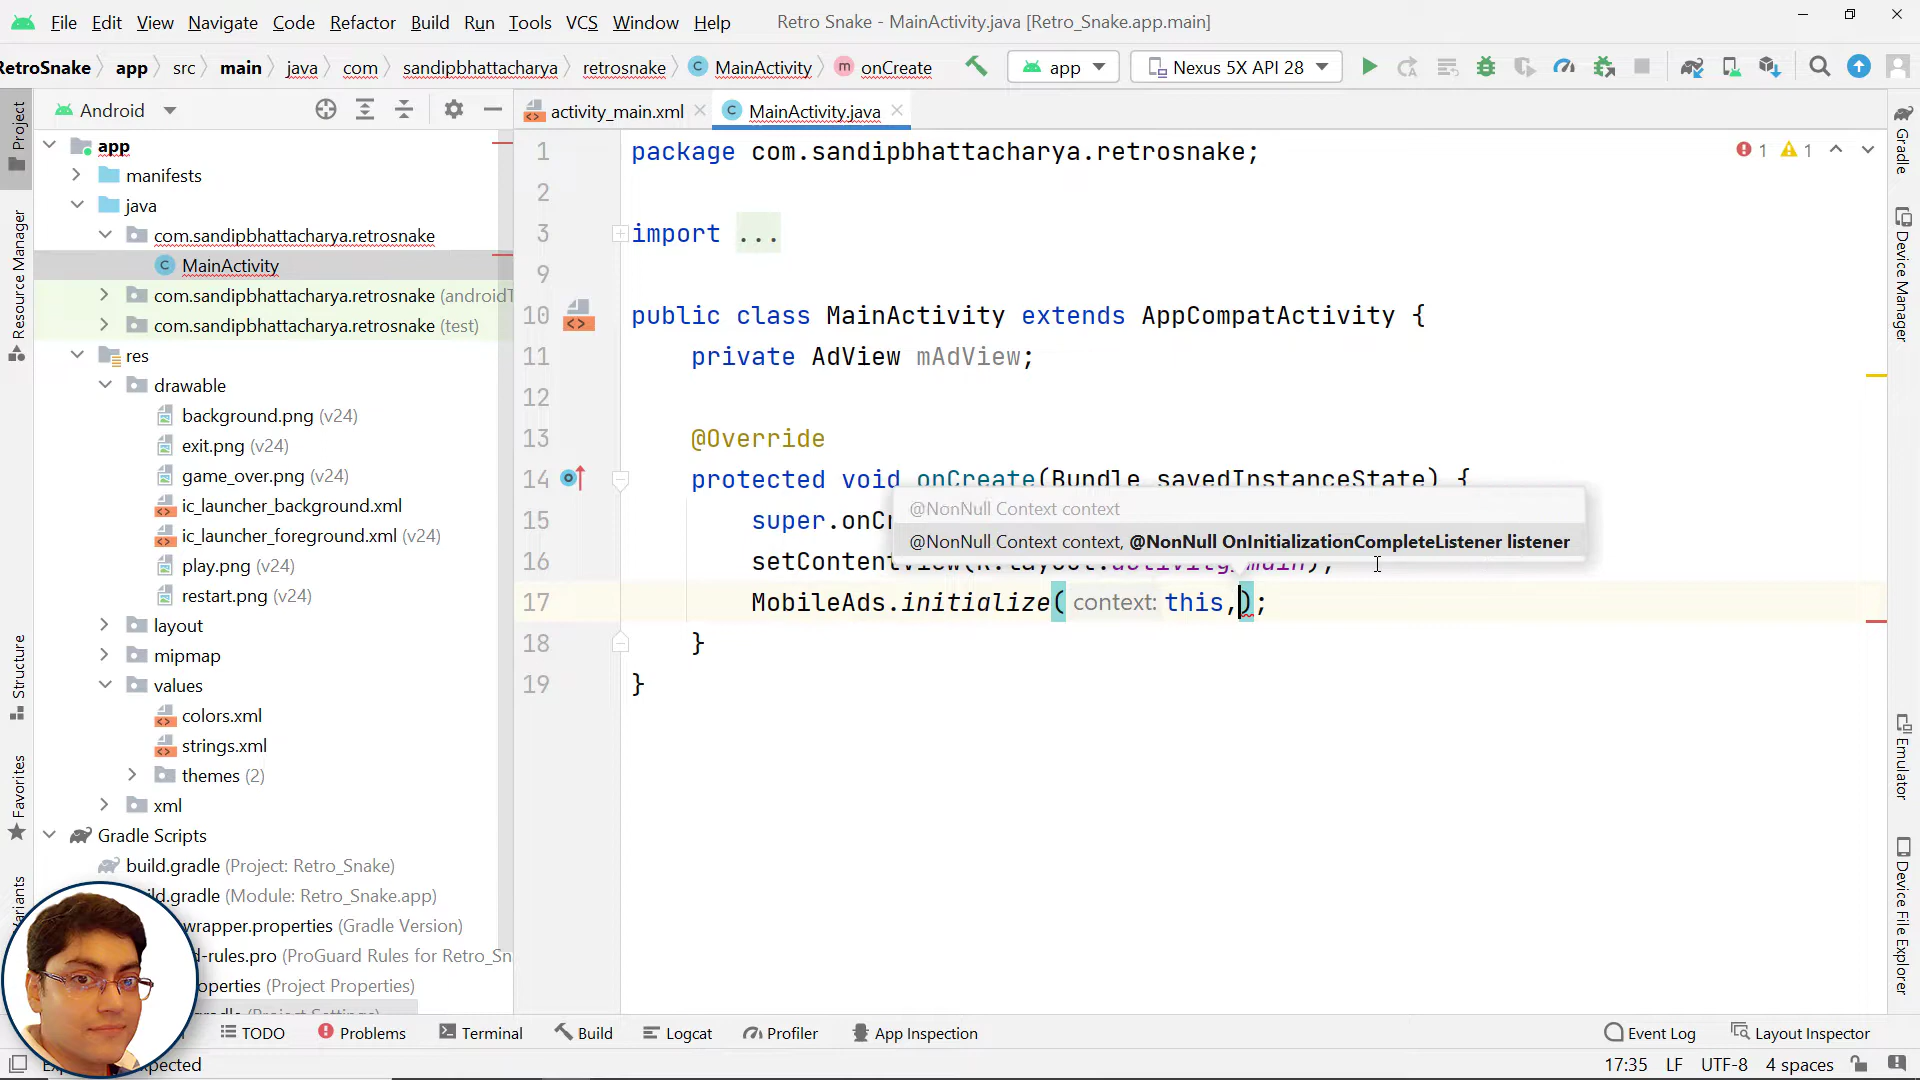 File Edit View Navigate Code Refactor Build Run Tools VCS Window Help Retro Snake - MainActivity.java [Retro_Snake.app.main]
RetroSnake app src main java com sandipbhattacharya retrosnake MainActivity onCreate app Nexus 5X API 28
Android
activity_main.xml MainActivity.java
Project
Resource Manager
Structure
Favorites
app
manifests
java
com.sandipbhattacharya.retrosnake
MainActivity
com.sandipbhattacharya.retrosnake
com.sandipbhattacharya.retrosnake (test)
res
drawable
background.png (v24)
exit.png (v24)
game_over.png (v24)
ic_launcher_background.xml
ic_launcher_foreground.xml (v24)
play.png (v24)
restart.png (v24)
layout
mipmap
values
colors.xml
strings.xml
themes (2)
xml
Gradle Scripts
build.gradle (Project: Retro_Snake)
(Module: Retro_Snake.app)
(Gradle Version)
(ProGuard Rules for Retro_Sn
(Project Properties)
1 package com.sandipbhattacharya.retrosnake;
2
3 import ...
9
10 public class MainActivity extends AppCompatActivity {
11 private AdView mAdView;
12
13 @Override
14 protected void onCreate(Bundle savedInstanceState) {
15 super.onCr
16 setContentView(R.layout.activity_main);
17 MobileAds.initialize( context: this,);
18 }
19 }
@NonNull Context context
@NonNull Context context, @NonNull OnInitializationCompleteListener listener
1 1
Gradle
Device Manager
Emulator
Device File Explorer
TODO Problems Terminal Build Logcat Profiler App Inspection Event Log Layout Inspector
17:35 LF UTF-8 4 spaces